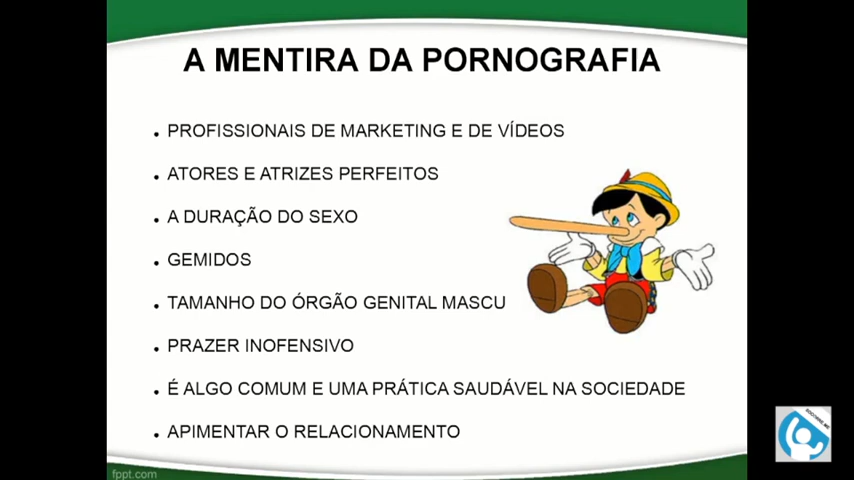 A MENTIRA DA PORNOGRAFIA
PROFISSIONAIS DE MARKETING E DE VÍDEOS
ATORES E ATRIZES PERFEITOS
A DURAÇÃO DO SEXO
GEMIDOS
TAMANHO DO ÓRGÃO GENITAL MASCU
PRAZER INOFENSIVO
É ALGO COMUM E UMA PRÁTICA SAUDÁVEL NA SOCIEDADE
APIMENTAR O RELACIONAMENTO
fppt.com